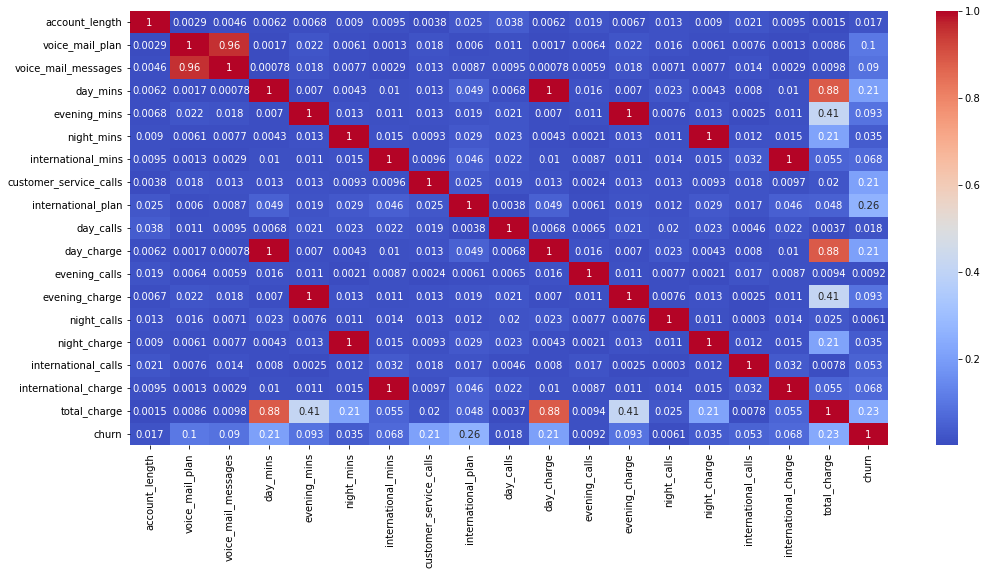 account_length 1 0.0029 0.0046 0.0062 0.0068 0.009 0.0095 0.0038 0.025 0.038 0.0062 0.019 0.0067 0.013 0.009 0.021 0.0095 0.0015 0.017 1.0
voice_mail_plan 0.0029 1 0.96 0.0017 0.022 0.0061 0.0013 0.018 0.006 0.011 0.0017 0.0064 0.022 0.016 0.0061 0.0076 0.0013 0.0086 0.1
voice_mail_messages 0.0046 0.96 1 0.00078 0.018 0.0077 0.0029 0.013 0.0087 0.0095 0.00078 0.0059 0.018 0.0071 0.0077 0.014 0.0029 0.0098 0.09
day_mins 0.0062 0.0017 0.00078 1 0.007 0.0043 0.01 0.013 0.049 0.0068 1 0.016 0.007 0.023 0.0043 0.008 0.01 0.88 0.21
0.8
evening_mins 0.0068 0.022 0.018 0.007 1 0.013 0.011 0.013 0.019 0.021 0.007 0.011 1 0.0076 0.013 0.0025 0.011 0.41 0.093
night_mins 0.009 0.0061 0.0077 0.0043 0.013 1 0.015 0.0093 0.029 0.023 0.0043 0.0021 0.013 0.011 1 0.012 0.015 0.21 0.035
international_mins 0.0095 0.0013 0.0029 0.01 0.011 0.015 1 0.0096 0.046 0.022 0.01 0.0087 0.011 0.014 0.015 0.032 1 0.055 0.068
customer_service_calls 0.0038 0.018 0.013 0.013 0.013 0.0093 0.0096 1 0.025 0.019 0.013 0.0024 0.013 0.013 0.0093 0.018 0.0097 0.02 0.21
0.6
international_plan 0.025 0.006 0.0087 0.049 0.019 0.029 0.046 0.025 1 0.0038 0.049 0.0061 0.019 0.012 0.029 0.017 0.046 0.048 0.26
day_calls 0.038 0.011 0.0095 0.0068 0.021 0.023 0.022 0.019 0.0038 1 0.0068 0.0065 0.021 0.02 0.023 0.0046 0.022 0.0037 0.018
day_charge 0.0062 0.0017 0.00078 1 0.007 0.0043 0.01 0.013 0.049 0.0068 1 0.016 0.007 0.023 0.0043 0.008 0.01 0.88 0.21
evening_calls 0.019 0.0064 0.0059 0.016 0.011 0.0021 0.0087 0.0024 0.0061 0.0065 0.016 1 0.011 0.0077 0.0021 0.017 0.0087 0.0094 0.0092
0.4
evening_charge 0.0067 0.022 0.018 0.007 1 0.013 0.011 0.013 0.019 0.021 0.007 0.011 1 0.0076 0.013 0.0025 0.011 0.41 0.093
night_calls 0.013 0.016 0.0071 0.023 0.0076 0.011 0.014 0.013 0.012 0.02 0.023 0.0077 0.0076 1 0.011 0.0003 0.014 0.025 0.0061
night_charge 0.009 0.0061 0.0077 0.0043 0.013 1 0.015 0.0093 0.029 0.023 0.0043 0.0021 0.013 0.011 1 0.012 0.015 0.21 0.035
0.2
international_calls 0.021 0.0076 0.014 0.008 0.0025 0.012 0.032 0.018 0.017 0.0046 0.008 0.017 0.0025 0.0003 0.012 1 0.032 0.0078 0.053
international_charge 0.0095 0.0013 0.0029 0.01 0.011 0.015 1 0.0097 0.046 0.022 0.01 0.0087 0.011 0.014 0.015 0.032 1 0.055 0.068
total_charge 0.0015 0.0086 0.0098 0.88 0.41 0.21 0.055 0.02 0.048 0.0037 0.88 0.0094 0.41 0.025 0.21 0.0078 0.055 1 0.23
churn 0.017 0.1 0.09 0.21 0.093 0.035 0.068 0.21 0.26 0.018 0.21 0.0092 0.093 0.0061 0.035 0.053 0.068 0.23 1
account_length
voice_mail_plan
voice_mail_messages
day_mins
evening_mins
night_mins
international_mins
customer_service_calls
international_plan
day_calls
day_charge
evening_calls
evening_charge
night_calls
night_charge
international_calls
international_charge
total_charge
churn